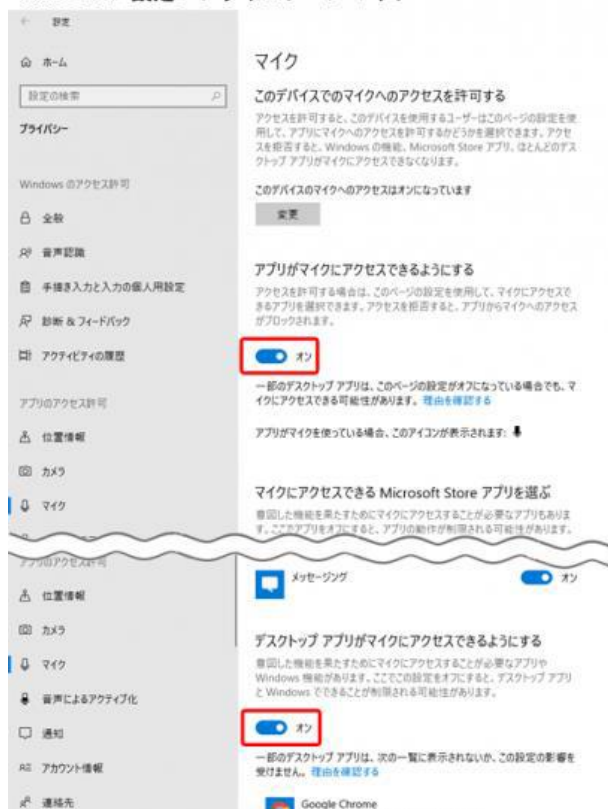 設定
ホーム
設定の検索
プライバシー
Windows のアクセス許可
全般
音声認識
手描き入力と入力の個人用設定
診断 & フィードバック
アクティビティの履歴
アプリのアクセス許可
位置情報
カメラ
マイク
マイク
このデバイスでのマイクへのアクセスを許可する
アクセスを許可すると、このデバイスを使用するユーザーはこのページの設定を使
用して、アプリにマイクへのアクセスを許可するかどうかを選択できます。アクセ
スを拒否すると、Windows の機能、Microsoft Store アプリ、ほとんどのデス
クトップ アプリがマイクにアクセスできなくなります。
このデバイスのマイクへのアクセスはオンになっています
変更
アプリがマイクにアクセスできるようにする
アクセスを許可する場合は、このページの設定を使用して、マイクにアクセスで
きるアプリを選択できます。アクセスを拒否すると、アプリからマイクへのアクセス
がブロックされます。
オン
一部のデスクトップ アプリは、このページの設定がオフになっている場合でも、マ
イクにアクセスできる可能性があります。 理由を確認する
アプリがマイクを使っている場合、このアイコンが表示されます:
マイクにアクセスできる Microsoft Store アプリを選ぶ
意図した機能を果たすためにマイクにアクセスすることが必要なアプリもありま
す。ここでアプリをオフにすると、アプリの動作が制限される可能性があります。
アプリのアクセス許可
位置情報
カメラ
マイク
音声によるアクティブ化
通知
アカウント情報
連絡先
メッセージング
オン
デスクトップ アプリがマイクにアクセスできるようにする
意図した機能を果たすためにマイクにアクセスすることが必要なアプリや
Windows 機能があります。ここでこの設定をオフにすると、デスクトップ アプリ
と Windows でできることが制限される可能性があります。
オン
一部のデスクトップ アプリは、次の一覧に表示されないか、この設定の影響を
受けません。 理由を確認する
Google Chrome